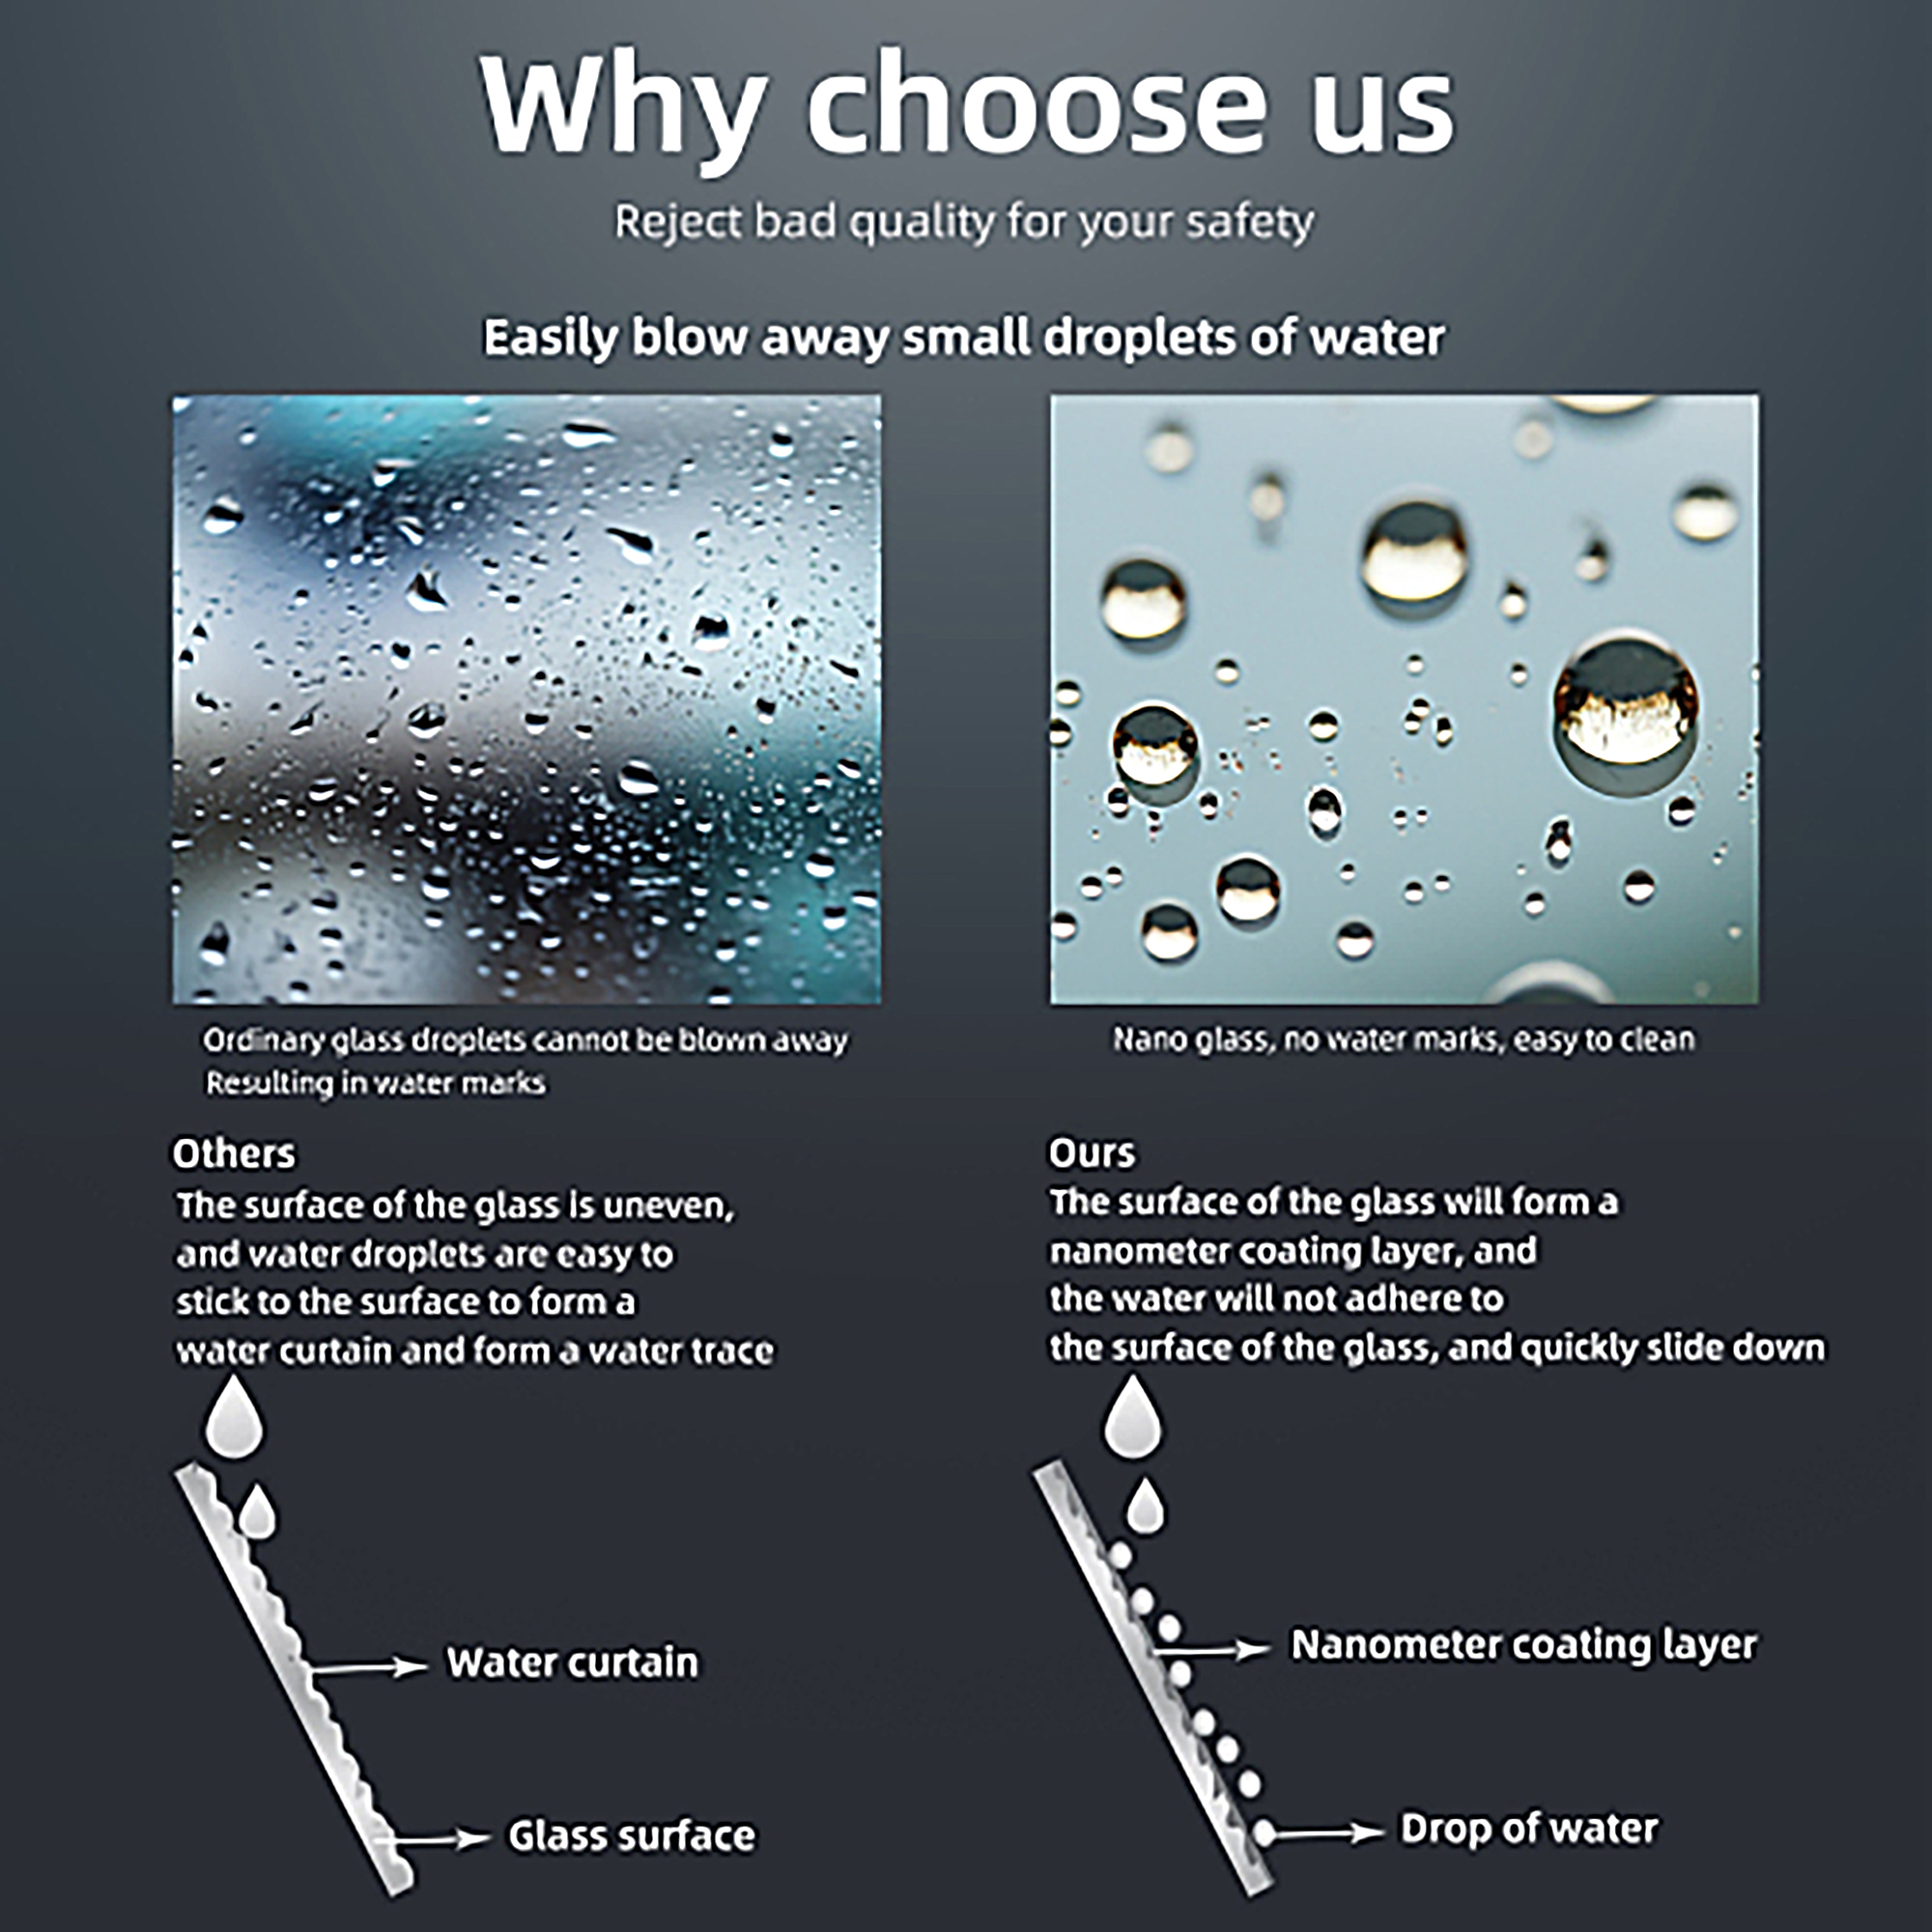 Why choose us
Reject bad quality for your safety
Easily blow away small droplets of water
Ordinary glass droplets cannot be blown away
Resulting in water marks
Nano glass, no water marks, easy to clean
Others
The surface of the glass is uneven,
and water droplets are easy to
stick to the surface to form a
water curtain and form a water trace
Ours
The surface of the glass will form a
nanometer coating layer, and
the water will not adhere to
the surface of the glass, and quickly slide down
Water curtain
Glass surface
Nanometer coating layer
Drop of water